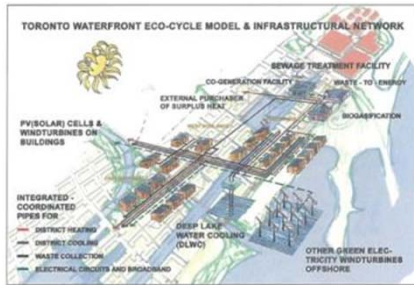 TORONTO WATERFRONT ECO-CYCLE MODEL & INFRASTRUCTURAL NETWORK
SEWAGE TREATMENT FACILITY
CO-GENERATION FACILITY
WASTE - TO - ENERGY
EXTERNAL PURCHASER
OF SURPLUS HEAT
BIOGASIFICATION
PV(SOLAR) CELLS &
WINDTURBINES ON
BUILDINGS
INTEGRATED -
COORDINATED
PIPES FOR
DISTRICT HEATING
DISTRICT COOLING
WASTE COLLECTION
ELECTRICAL CIRCUITS AND BROADBAND
DEEP LAKE
WATER COOLING
(DLWC)
OTHER GREEN ELEC-
TRICITY WINDTURBINES
OFFSHORE